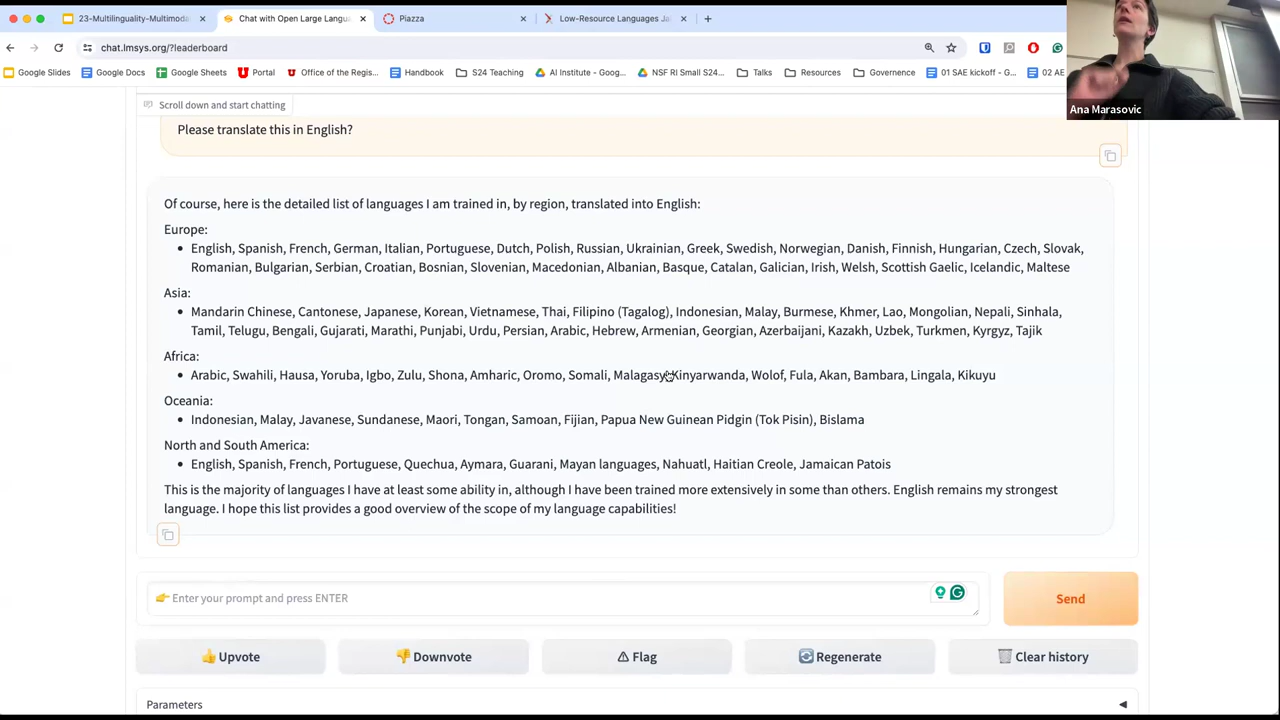 23-Multilinguality-Multimoda
Chat with Open Large Langu
Piazza
Low-Resource Languages Ja
chat.lmsys.org/?leaderboard
Google Slides
Google Docs
Google Sheets
Portal
Office of the Regis...
Handbook
S24 Teaching
AI Institute - Goog...
NSF RI Small S24...
Talks
Resources
Governence
01 SAE kickoff - G...
02 AE
Ana Marasovic
Scroll down and start chatting
Please translate this in English?
Of course, here is the detailed list of languages I am trained in, by region, translated into English:
Europe:
• English, Spanish, French, German, Italian, Portuguese, Dutch, Polish, Russian, Ukrainian, Greek, Swedish, Norwegian, Danish, Finnish, Hungarian, Czech, Slovak,
Romanian, Bulgarian, Serbian, Croatian, Bosnian, Slovenian, Macedonian, Albanian, Basque, Catalan, Galician, Irish, Welsh, Scottish Gaelic, Icelandic, Maltese
Asia:
• Mandarin Chinese, Cantonese, Japanese, Korean, Vietnamese, Thai, Filipino (Tagalog), Indonesian, Malay, Burmese, Khmer, Lao, Mongolian, Nepali, Sinhala,
Tamil, Telugu, Bengali, Gujarati, Marathi, Punjabi, Urdu, Persian, Arabic, Hebrew, Armenian, Georgian, Azerbaijani, Kazakh, Uzbek, Turkmen, Kyrgyz, Tajik
Africa:
• Arabic, Swahili, Hausa, Yoruba, Igbo, Zulu, Shona, Amharic, Oromo, Somali, Malagasy, Kinyarwanda, Wolof, Fula, Akan, Bambara, Lingala, Kikuyu
Oceania:
• Indonesian, Malay, Javanese, Sundanese, Maori, Tongan, Samoan, Fijian, Papua New Guinean Pidgin (Tok Pisin), Bislama
North and South America:
• English, Spanish, French, Portuguese, Quechua, Aymara, Guarani, Mayan languages, Nahuatl, Haitian Creole, Jamaican Patois
This is the majority of languages I have at least some ability in, although I have been trained more extensively in some than others. English remains my strongest
language. I hope this list provides a good overview of the scope of my language capabilities!
👉 Enter your prompt and press ENTER
Send
👍 Upvote
👎 Downvote
⚠ Flag
🔄 Regenerate
🗑 Clear history
Parameters